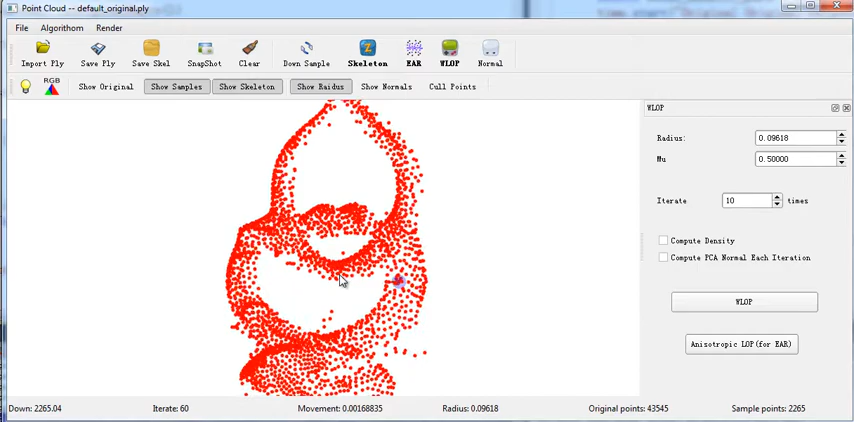 Point Cloud -- default_original.ply
File Algorithm Render
Import Ply Save Ply Save Skel SnapShot Clear Down Sample Skeleton EAR WLOP Normal
RGB
Show Original Show Samples Show Skeleton Show Raidus Show Normals Cull Points
WLOP
Radius: 0.09618
Mu 0.50000
Iterate 10 times
Compute Density
Compute PCA Normal Each Iteration
WLOP
Anizotropic LOP(for EAR)
Down: 2265.04 Iterate: 60 Movement: 0.00168835 Radius: 0.09618 Original points: 43545 Sample points: 2265